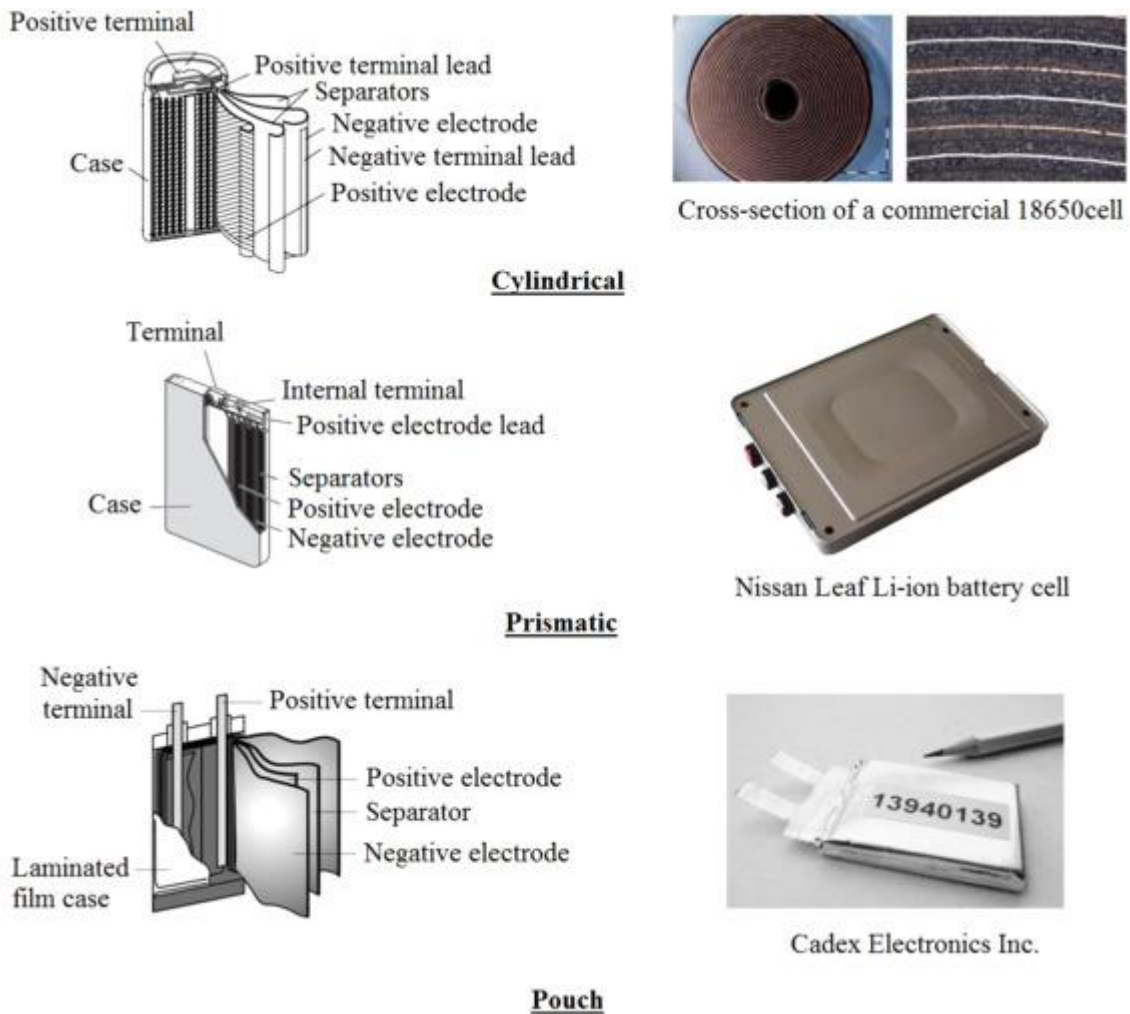 Positive terminal
Positive terminal lead
Separators
Negative electrode
Negative terminal lead
Positive electrode
Case
Cross-section of a commercial 18650cell
Cylindrical
Terminal
Internal terminal
Positive electrode lead
Separators
Positive electrode
Negative electrode
Case
Nissan Leaf Li-ion battery cell
Prismatic
Negative
terminal
Positive terminal
Positive electrode
Separator
Negative electrode
Laminated
film case
13940139
Cadex Electronics Inc.
Pouch